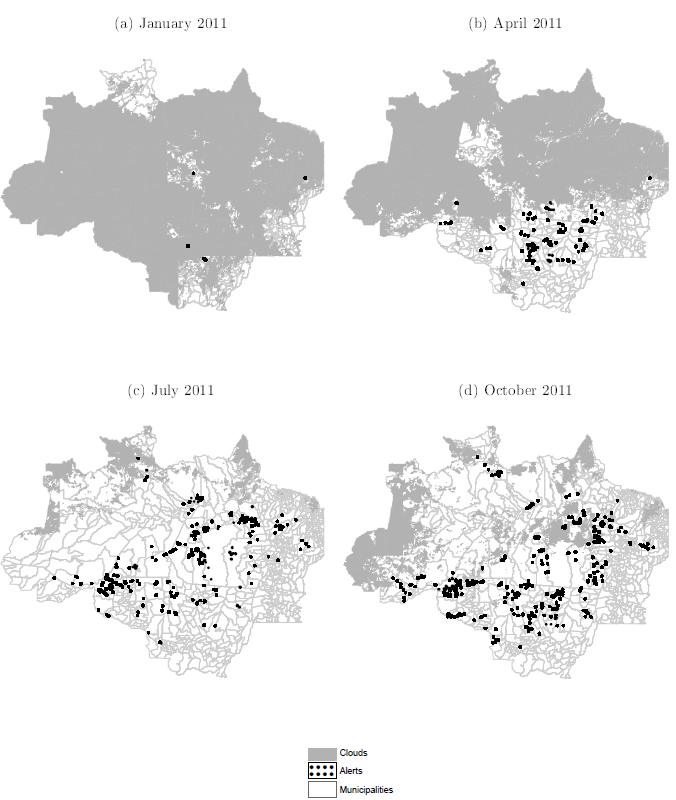 (a) January 2011
(b) April 2011
(c) July 2011
(d) October 2011
Clouds
Alerts
Municipalities